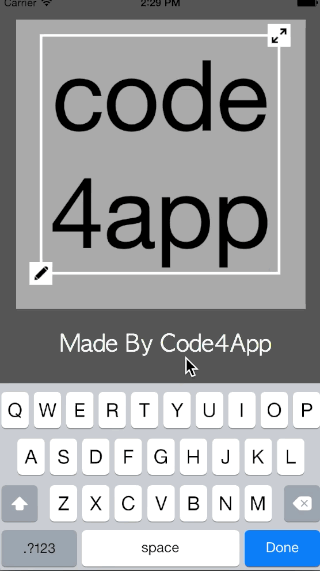 Carrier 2:29 PM
code
4app
Made By Code4App
Q W E R T Y U I O P
A S D F G H J K L
Z X C V B N M
.?123 space Done